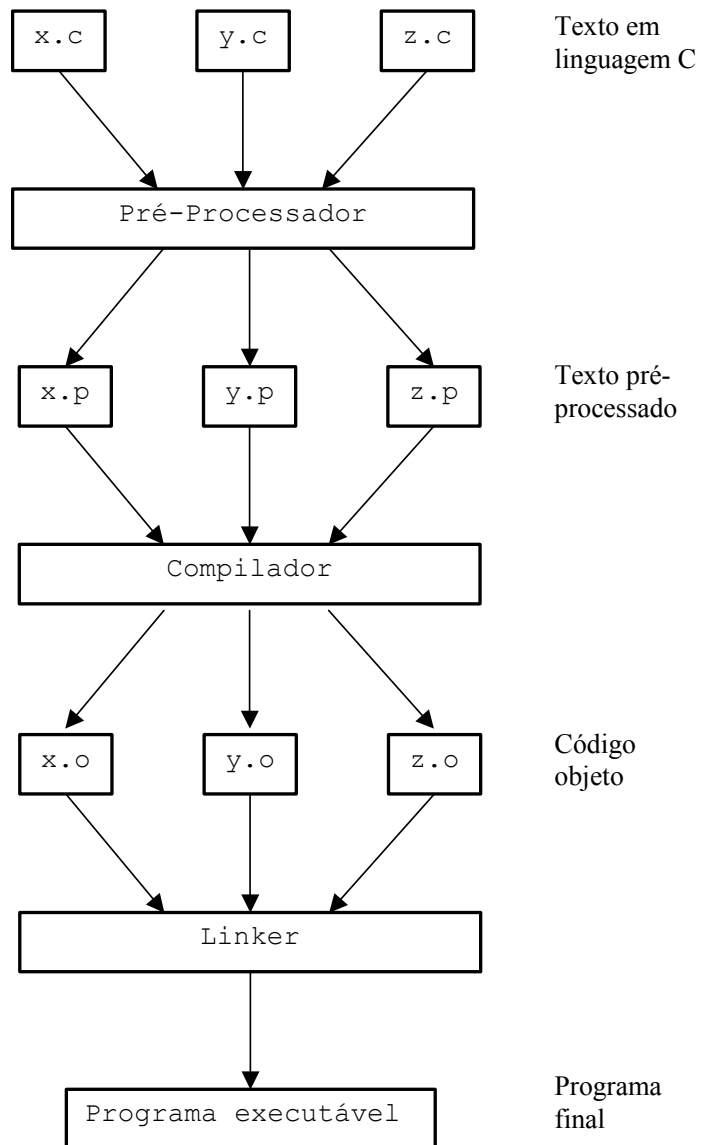 x.c y.c z.c
Texto em
linguagem C
Pré-Processador
x.p y.p z.p
Texto pré-
processado
Compilador
x.o y.o z.o
Código
objeto
Linker
Programa executável
Programa
final